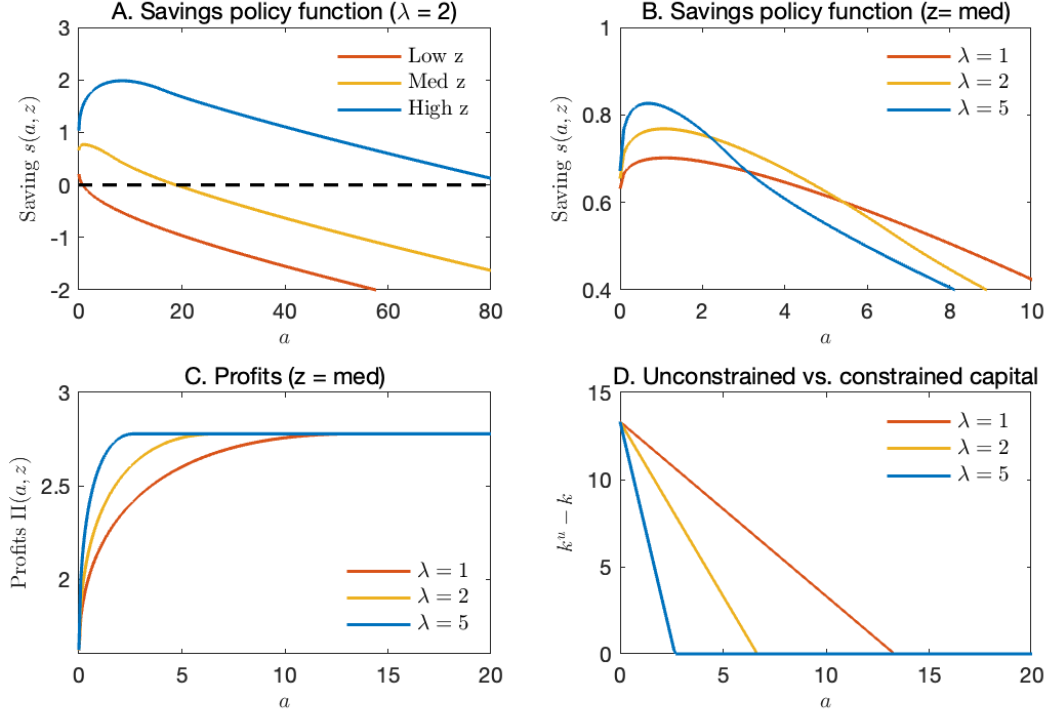 A. Savings policy function (λ = 2)
3
2
1
0
-1
-2
Saving s(a, z)
Low z
Med z
High z
0
20
40
60
80
a
B. Savings policy function (z= med)
1
0.8
0.6
0.4
Saving s(a, z)
λ = 1
λ = 2
λ = 5
0
2
4
6
8
10
a
C. Profits (z = med)
3
2.5
2
Profits Π(a, z)
λ = 1
λ = 2
λ = 5
0
5
10
15
20
a
D. Unconstrained vs. constrained capital
15
10
5
0
kᵘ − k
λ = 1
λ = 2
λ = 5
0
5
10
15
20
a